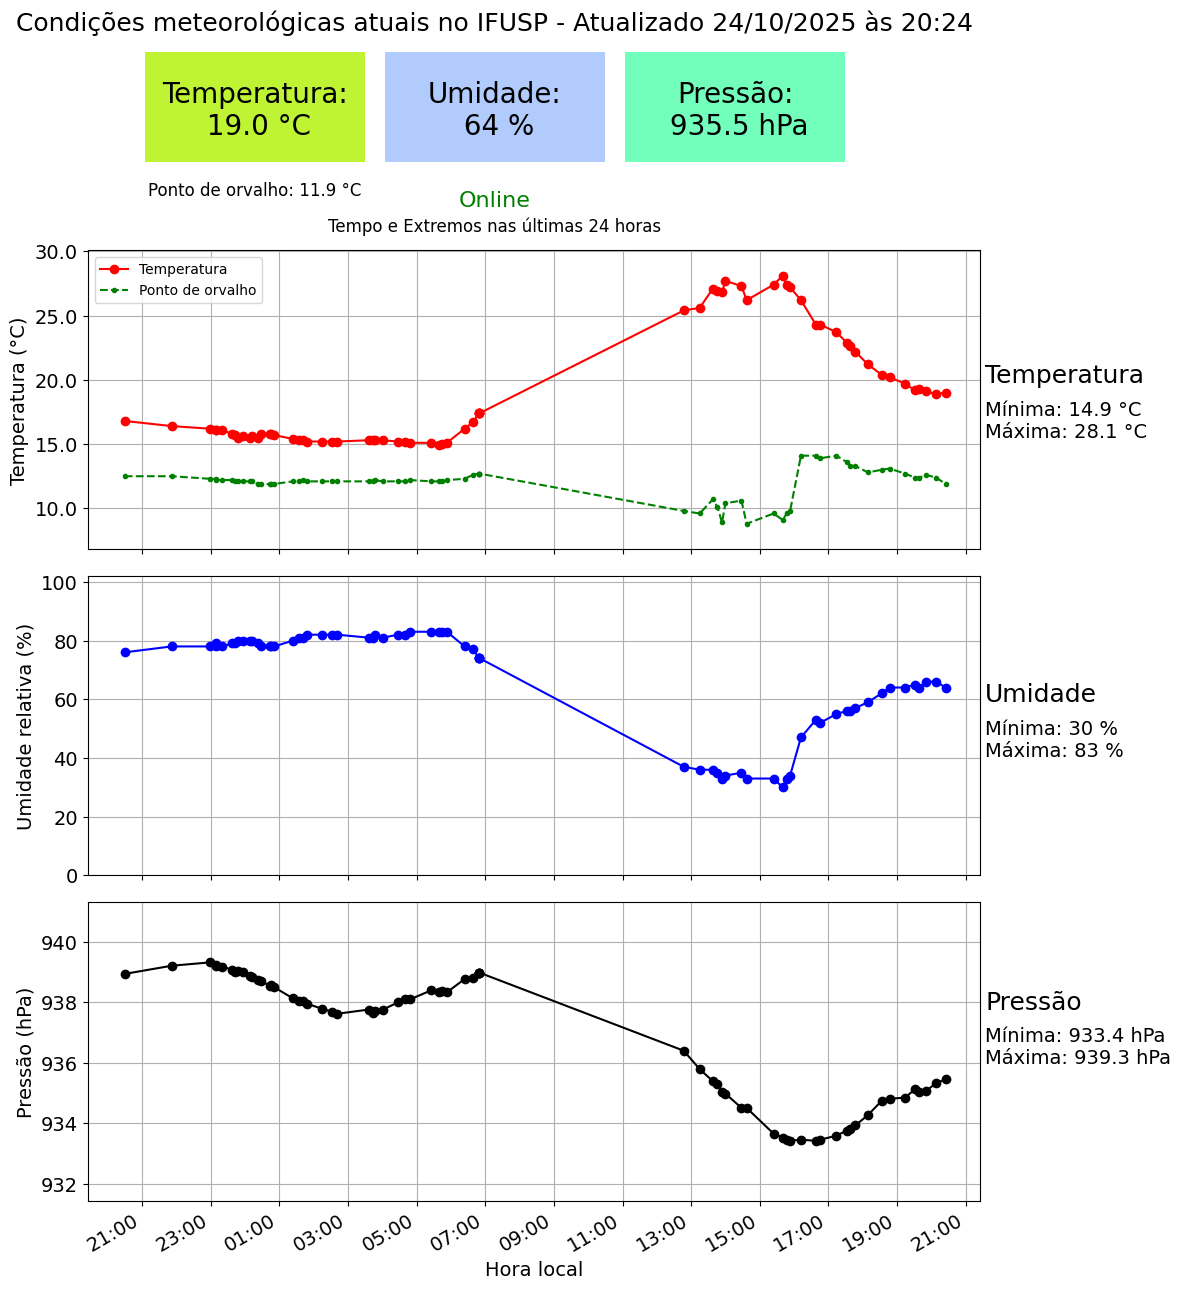 Condições meteorológicas atuais no IFUSP - Atualizado 24/10/2025 às 20:24
Temperatura:
19.0 °C
Umidade:
64 %
Pressão:
935.5 hPa
Ponto de orvalho: 11.9 °C
Online
Tempo e Extremos nas últimas 24 horas
Temperatura
Ponto de orvalho
Temperatura (°C)
30.0
25.0
20.0
15.0
10.0
Temperatura
Mínima: 14.9 °C
Máxima: 28.1 °C
Umidade relativa (%)
100
80
60
40
20
0
Umidade
Mínima: 30 %
Máxima: 83 %
Pressão (hPa)
940
938
936
934
932
Pressão
Mínima: 933.4 hPa
Máxima: 939.3 hPa
21:00 23:00 01:00 03:00 05:00 07:00 09:00 11:00 13:00 15:00 17:00 19:00 21:00
Hora local